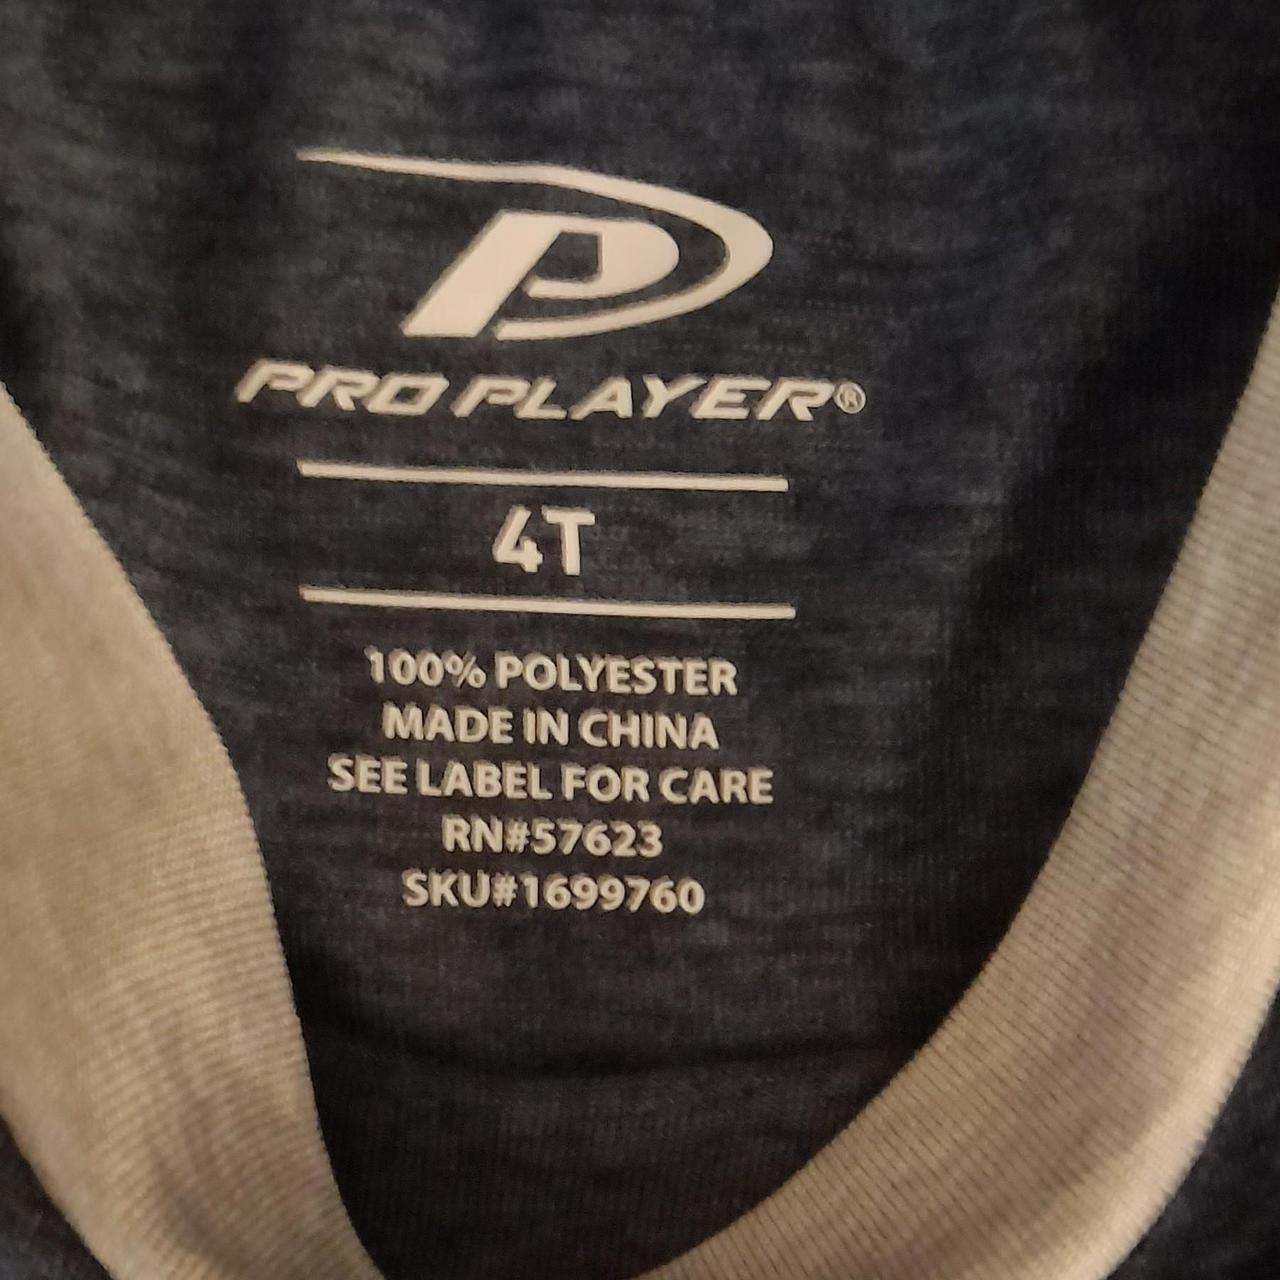 PRO PLAYER®
4T
100% POLYESTER
MADE IN CHINA
SEE LABEL FOR CARE
RN#57623
SKU#1699760